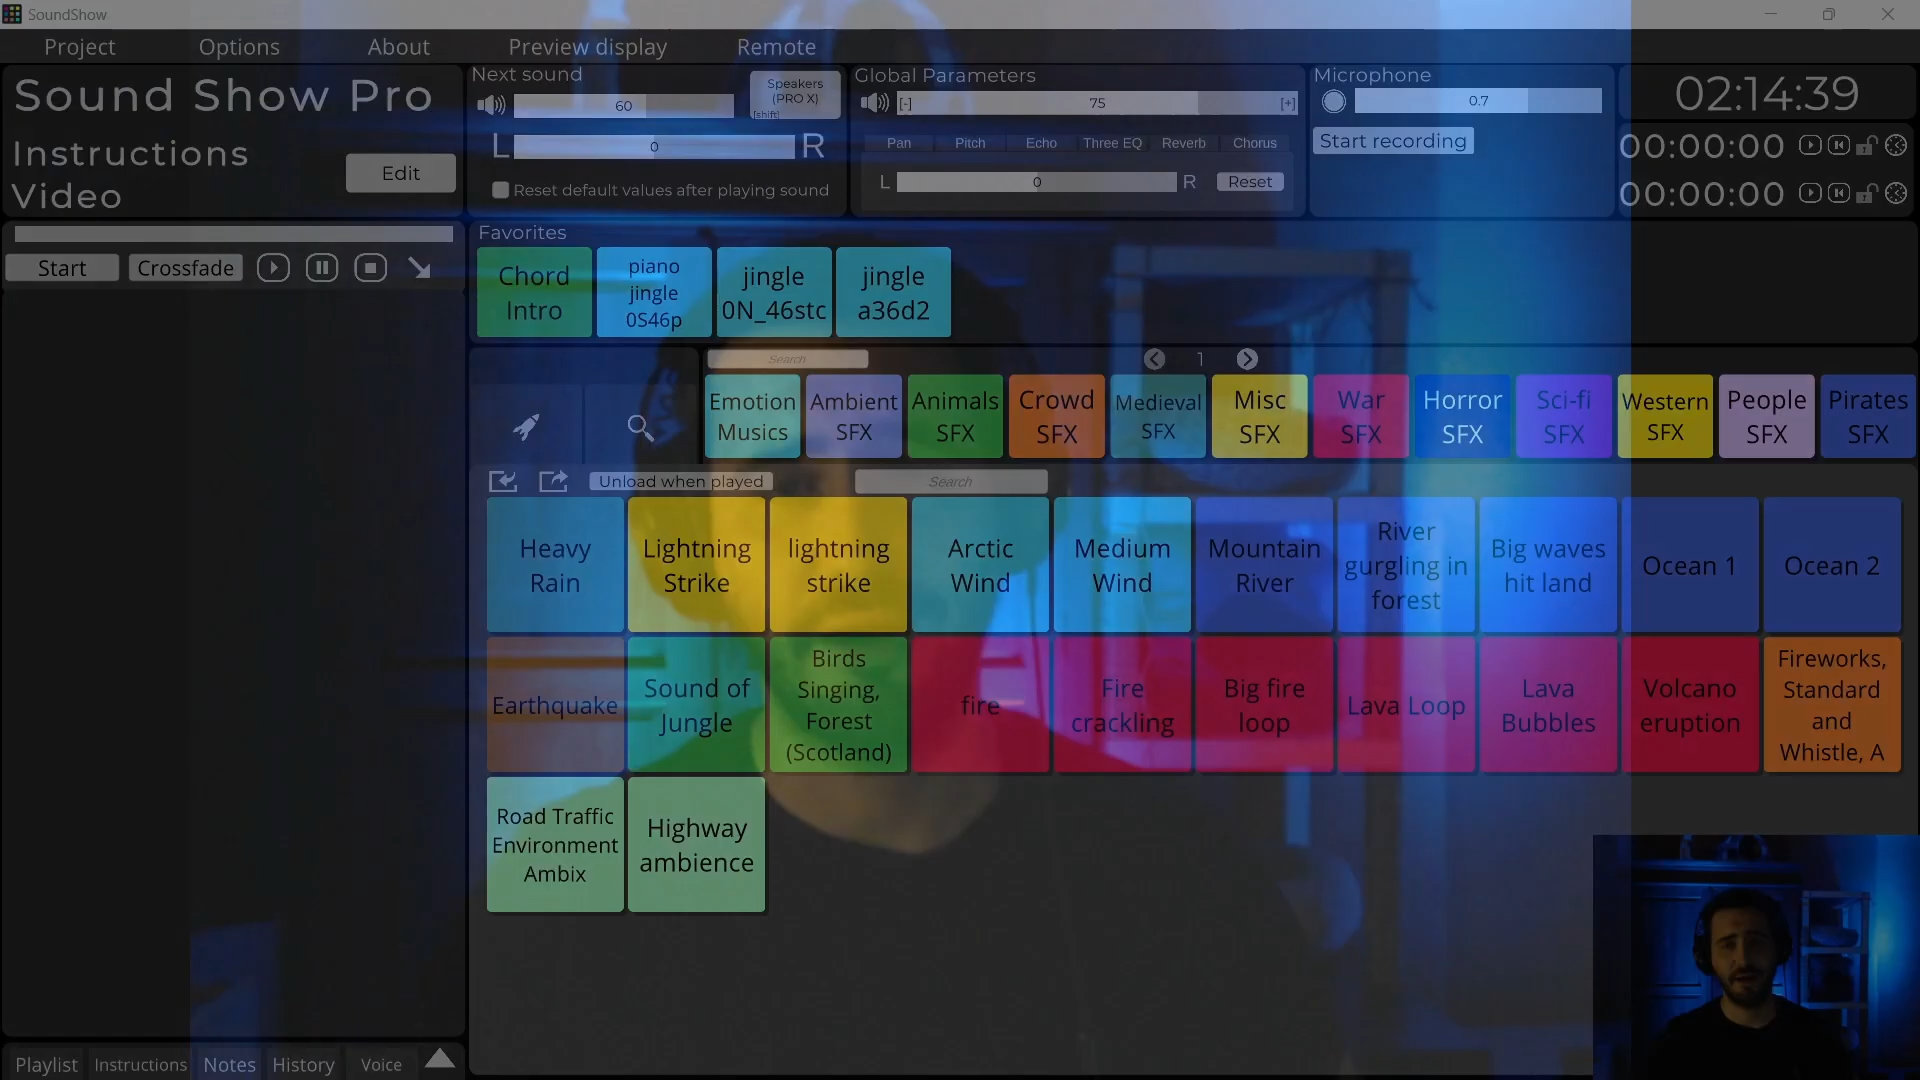 SoundShow
Project Options About Preview display Remote
Sound Show Pro
Instructions
Video
Edit
Next sound
60
Speakers
(PRO X)
[shift]
L 0 R
Reset default values after playing sound
Global Parameters
[-] 75 [+]
Pan Pitch Echo Three EQ Reverb Chorus
L 0 R Reset
Microphone
0.7
Start recording
02:14:39
00:00:00
00:00:00
Start Crossfade
Favorites
Chord
Intro
piano
jingle
0S46p
jingle
0N_46stc
jingle
a36d2
Search
1
Emotion
Musics
Ambient
SFX
Animals
SFX
Crowd
SFX
Medieval
SFX
Misc
SFX
War
SFX
Horror
SFX
Sci-fi
SFX
Western
SFX
People
SFX
Pirates
SFX
Unload when played
Search
Heavy
Rain
Lightning
Strike
lightning
strike
Arctic
Wind
Medium
Wind
Mountain
River
River
gurgling in
forest
Big waves
hit land
Ocean 1
Ocean 2
Earthquake
Sound of
Jungle
Birds
Singing,
Forest
(Scotland)
fire
Fire
crackling
Big fire
loop
Lava Loop
Lava
Bubbles
Volcano
eruption
Fireworks,
Standard
and
Whistle, A
Road Traffic
Environment
Ambix
Highway
ambience
Playlist Instructions Notes History Voice